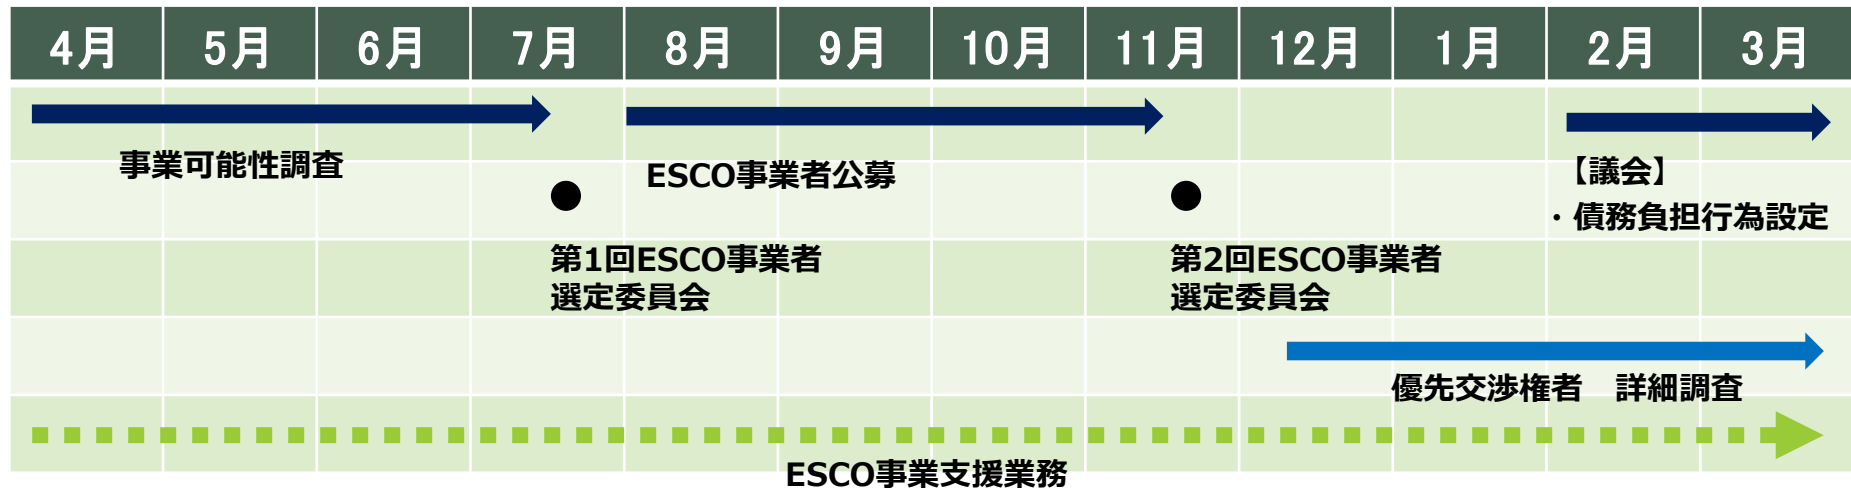 4月 5月 6月 7月 8月 9月 10月 11月 12月 1月 2月 3月
事業可能性調査
ESCO事業者公募
【議会】
・債務負担行為設定
第1回ESCO事業者
選定委員会
第2回ESCO事業者
選定委員会
優先交渉権者　詳細調査
ESCO事業支援業務